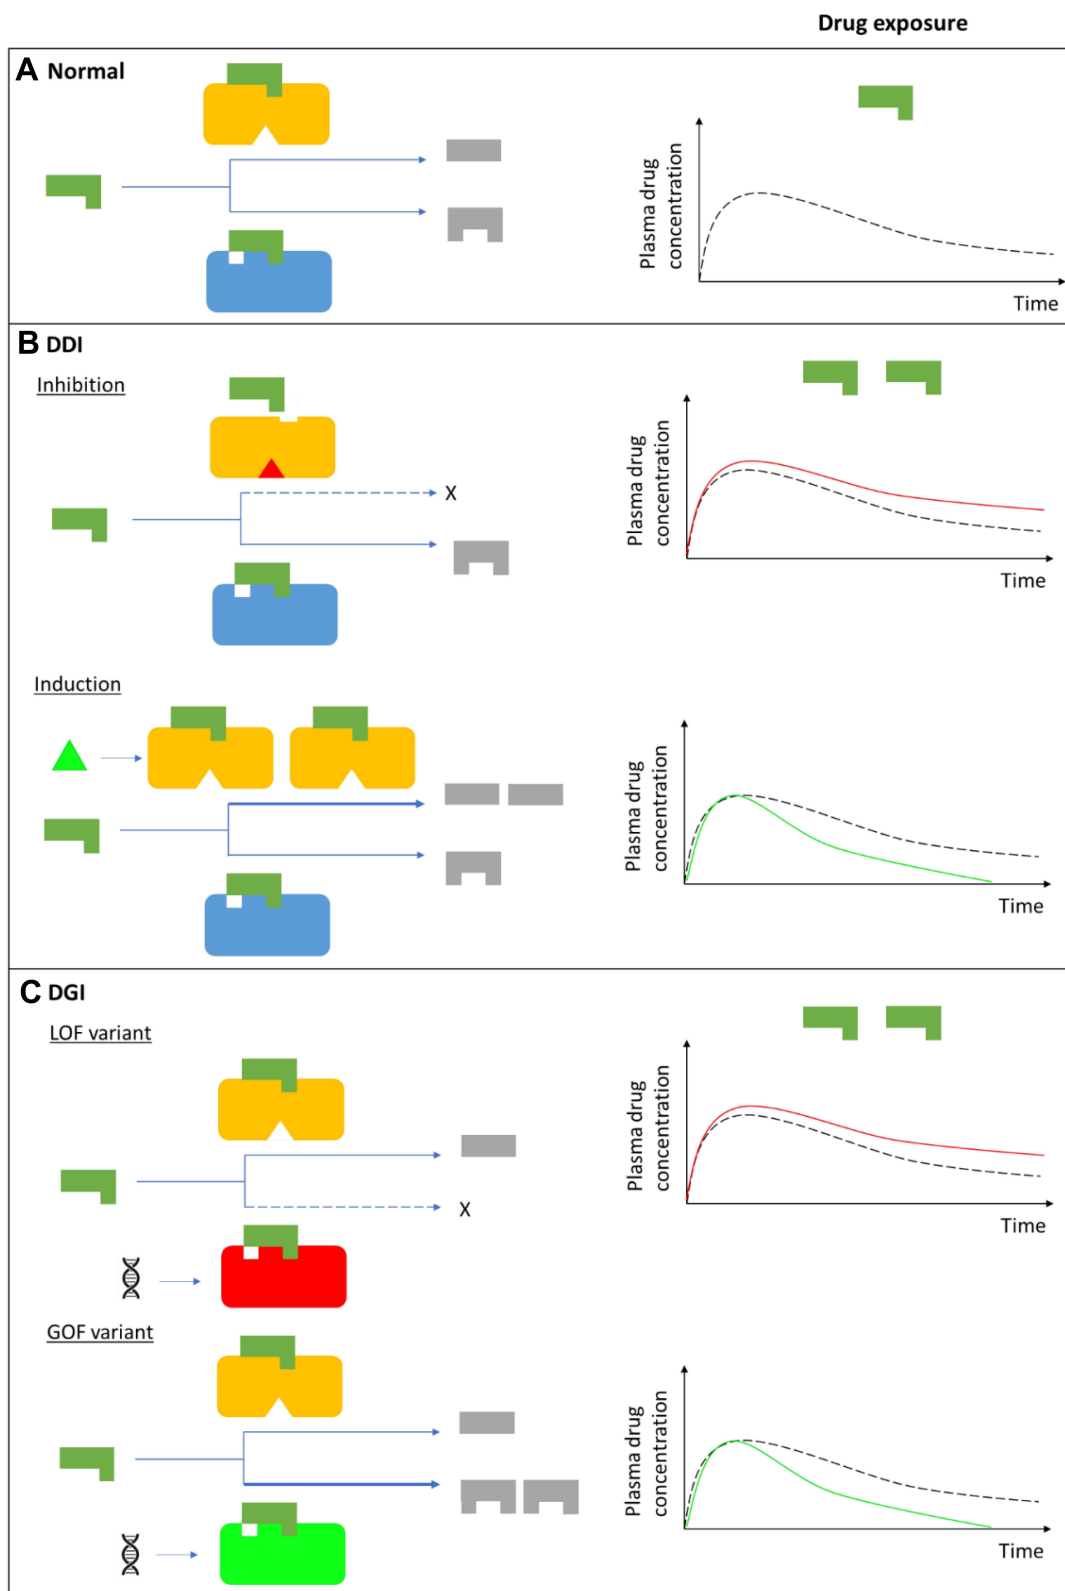 Drug exposure
A Normal
Plasma drug
concentration
Time
B DDI
Inhibition
X
Plasma drug
concentration
Time
Induction
Plasma drug
concentration
Time
C DGI
LOF variant
X
Plasma drug
concentration
Time
GOF variant
Plasma drug
concentration
Time